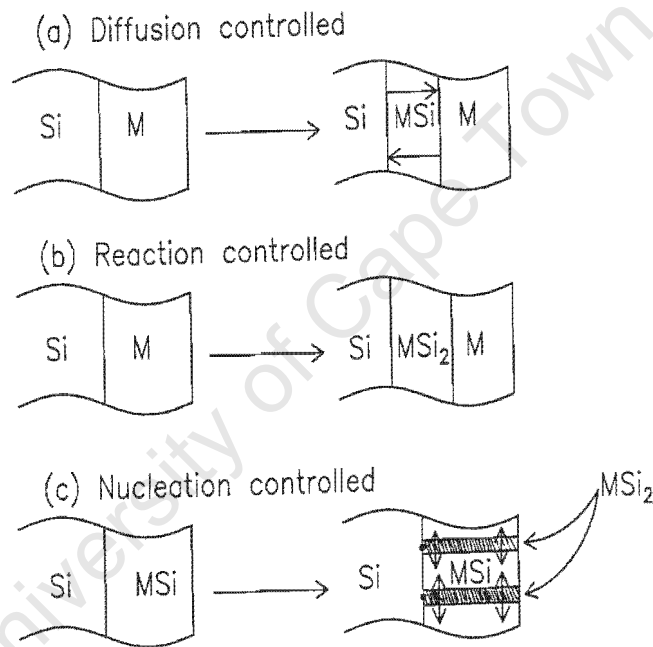 (a) Diffusion controlled
Si M Si MSi M
(b) Reaction controlled
Si M Si MSi₂ M
(c) Nucleation controlled
MSi₂
Si MSi Si MSi
University of Cape Town